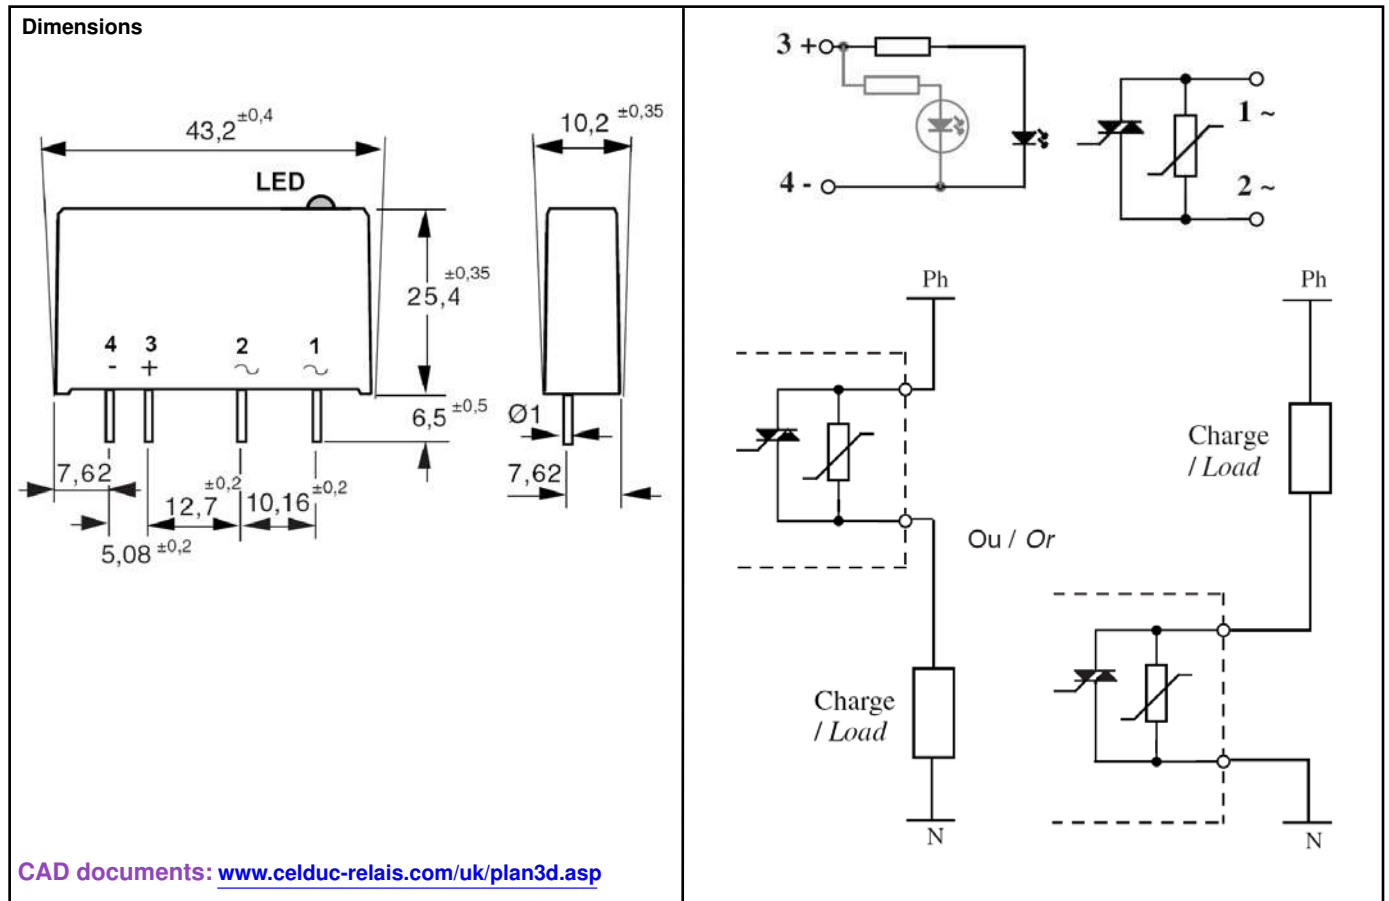 Dimensions
43,2 ±0,4
10,2 ±0,35
LED
±0,35
25,4
4 3 2 1
- + ~ ~
6,5 ±0,5
Ø1
7,62
7,62
12,7 ±0,2
10,16 ±0,2
5,08 ±0,2
CAD documents: www.celduc-relais.com/uk/plan3d.asp
3 +
4 -
1 ~
2 ~
Ph
Charge
/ Load
N
Ou / Or
Ph
Charge
/ Load
N